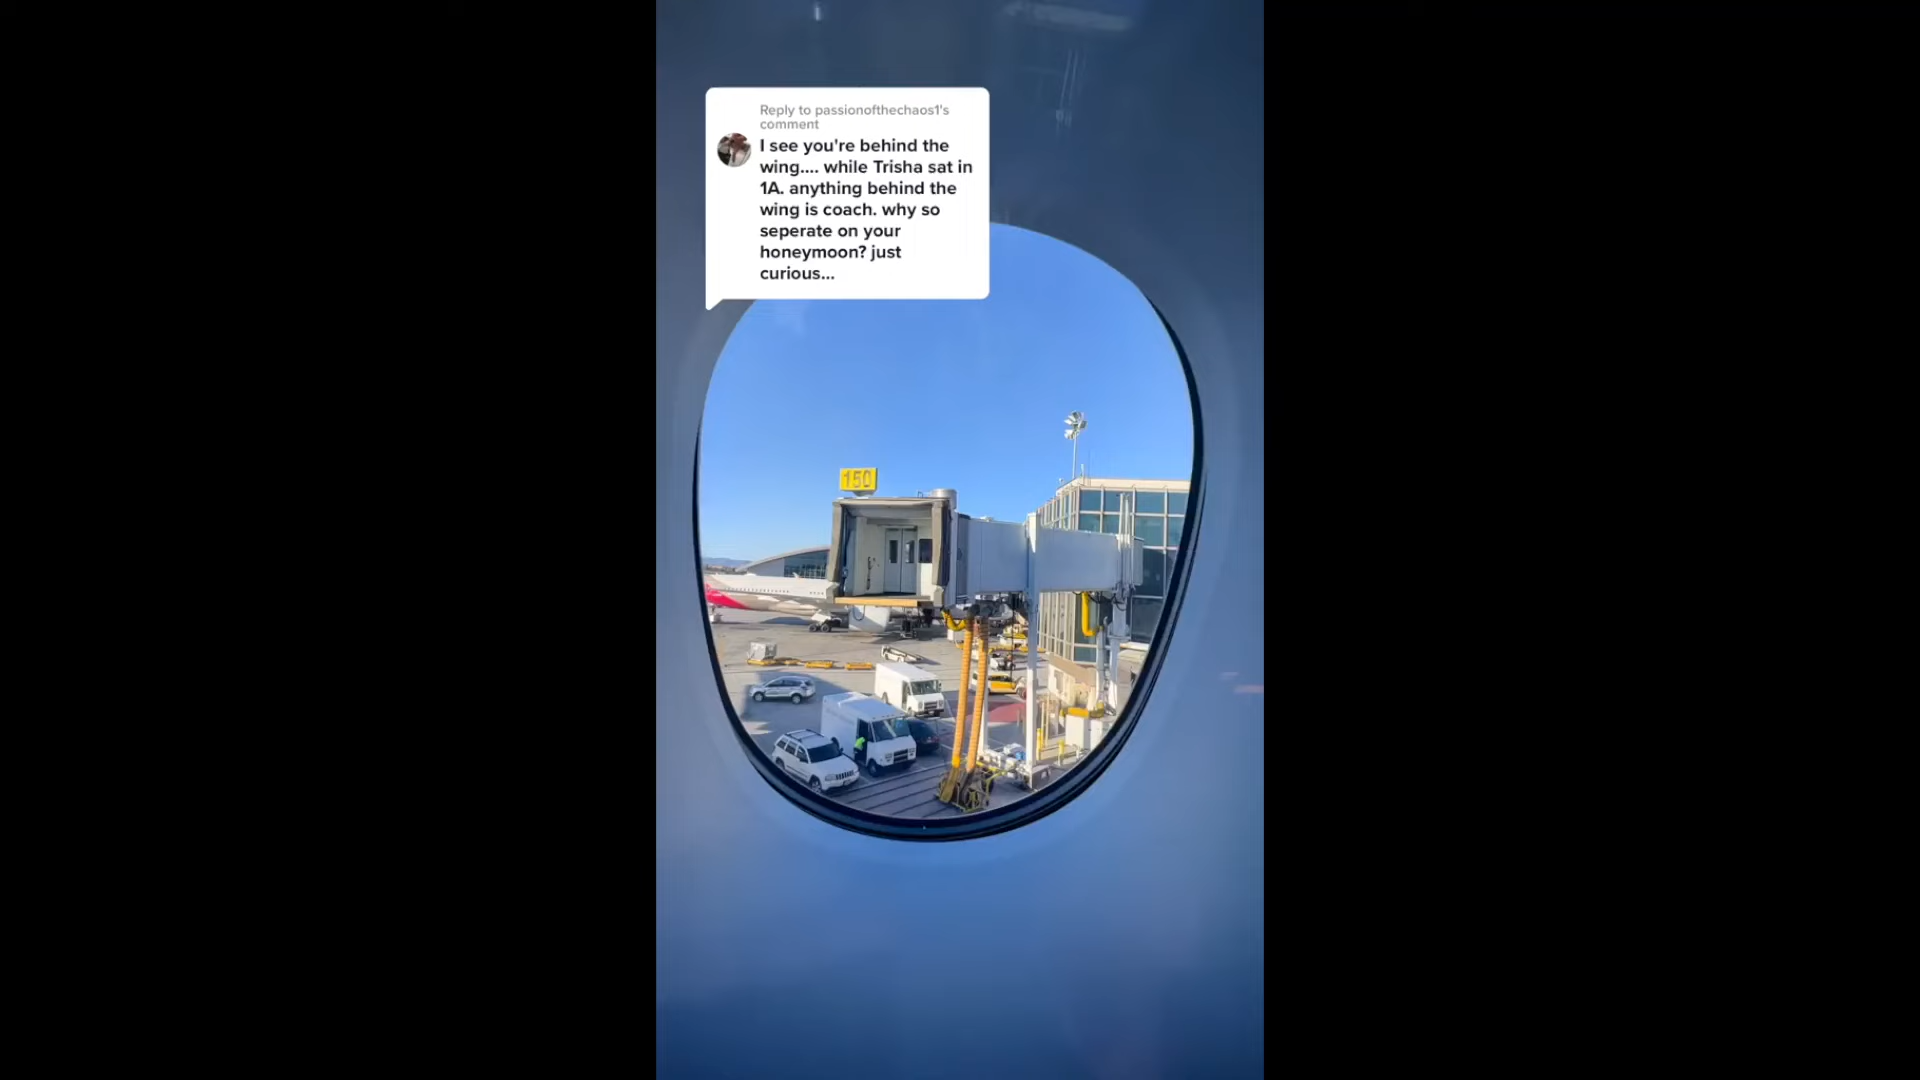 Reply to passionofthechaos1's
comment
I see you're behind the
wing.... while Trisha sat in
1A. anything behind the
wing is coach. why so
seperate on your
honeymoon? just
curious...
150